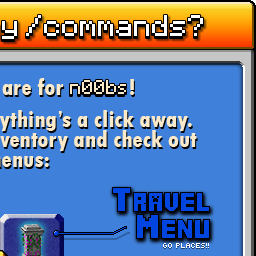 y /commands?
are for n00bs!
ything's a click away.
ventory and check out
enus:
TRAVEL
MENU
GO PLACES!!